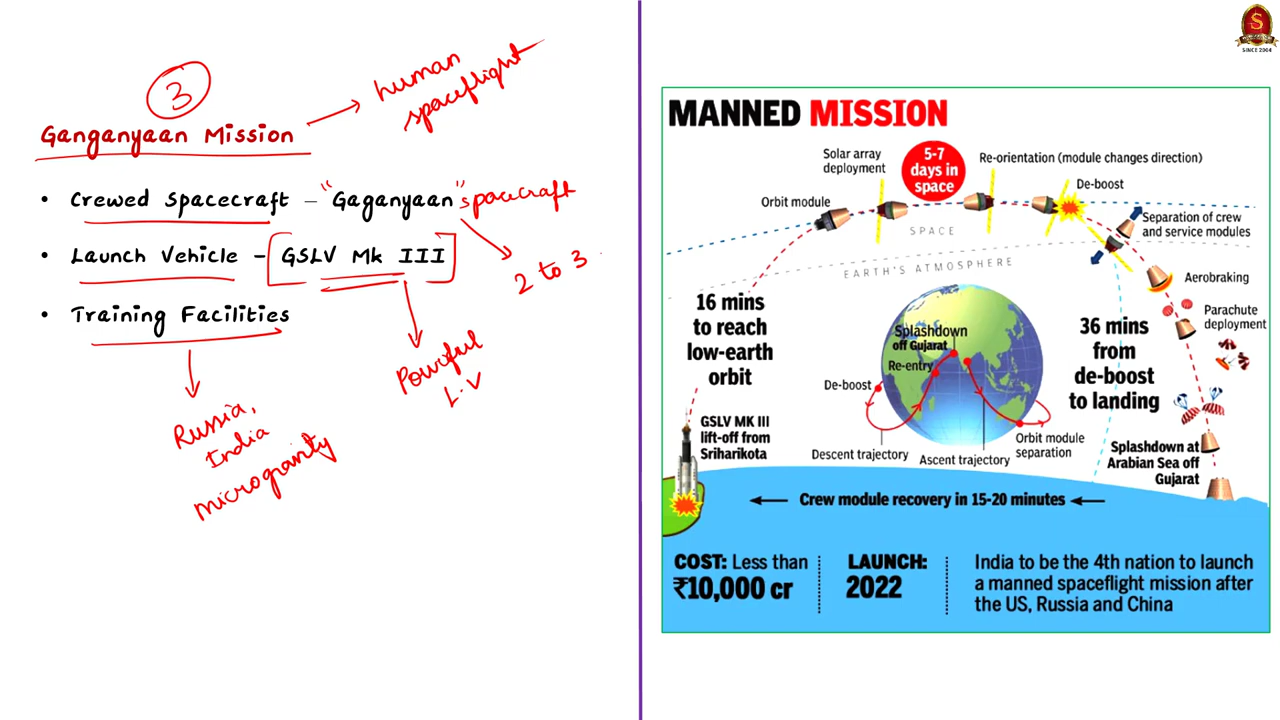 3
human
spaceflight
Ganganyaan Mission
• Crewed Spacecraft – "Gaganyaan" spacecraft
• Launch Vehicle – [GSLV Mk III]
2 to 3
• Training Facilities
Powerful
L.V
Russia,
India
microgravity
S
SINCE 2004
MANNED MISSION
Solar array
deployment
5-7
days in
space
Re-orientation (module changes direction)
De-boost
Orbit module
Separation of crew
and service modules
SPACE
EARTH'S ATMOSPHERE
Aerobraking
Parachute
deployment
16 mins
to reach
low-earth
orbit
Splashdown
off Gujarat
Re-entry
De-boost
36 mins
from
de-boost
to landing
GSLV MK III
lift-off from
Sriharikota
Descent trajectory
Ascent trajectory
Orbit module
separation
Splashdown at
Arabian Sea off
Gujarat
Crew module recovery in 15-20 minutes
COST: Less than
₹10,000 cr
LAUNCH:
2022
India to be the 4th nation to launch
a manned spaceflight mission after
the US, Russia and China